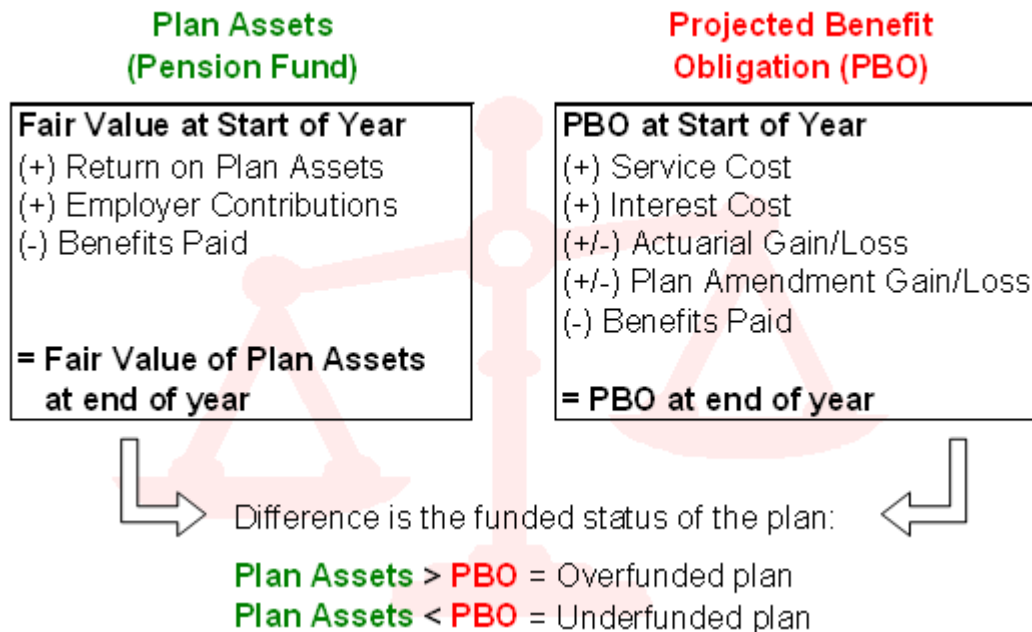 Plan Assets
(Pension Fund)
Fair Value at Start of Year
(+) Return on Plan Assets
(+) Employer Contributions
(-) Benefits Paid
= Fair Value of Plan Assets
at end of year
Projected Benefit
Obligation (PBO)
PBO at Start of Year
(+) Service Cost
(+) Interest Cost
(+/-) Actuarial Gain/Loss
(+/-) Plan Amendment Gain/Loss
(-) Benefits Paid
= PBO at end of year
Difference is the funded status of the plan:
Plan Assets > PBO = Overfunded plan
Plan Assets < PBO = Underfunded plan